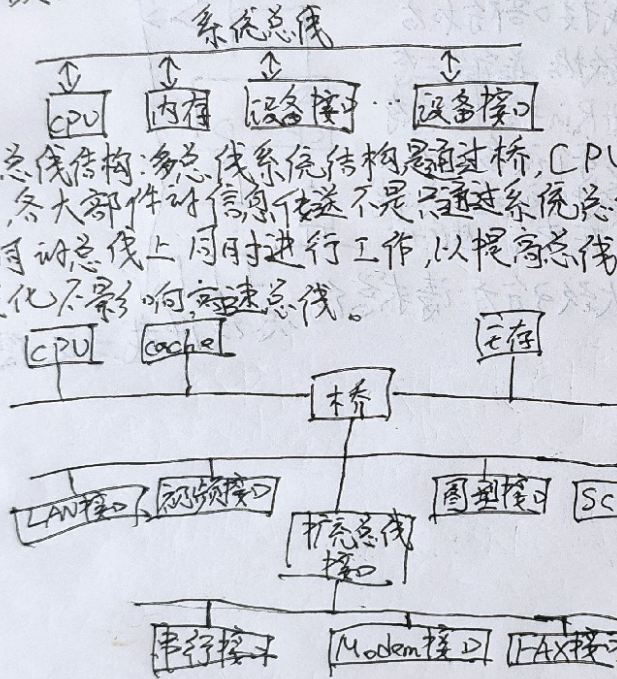 系统总线
CPU 内存 设备接口 … 设备接口
总线结构:多总线系统结构是通过桥,CPU
各大部件对信息传送不是只通过系统总
的总线上同时进行工作,以提高总线
化不影响高速总线。
CPU cache 主存
桥
LAN接口 视频接口 图型接口 SC
扩充总线
接口
串行接口 Modem接口 FAX接口